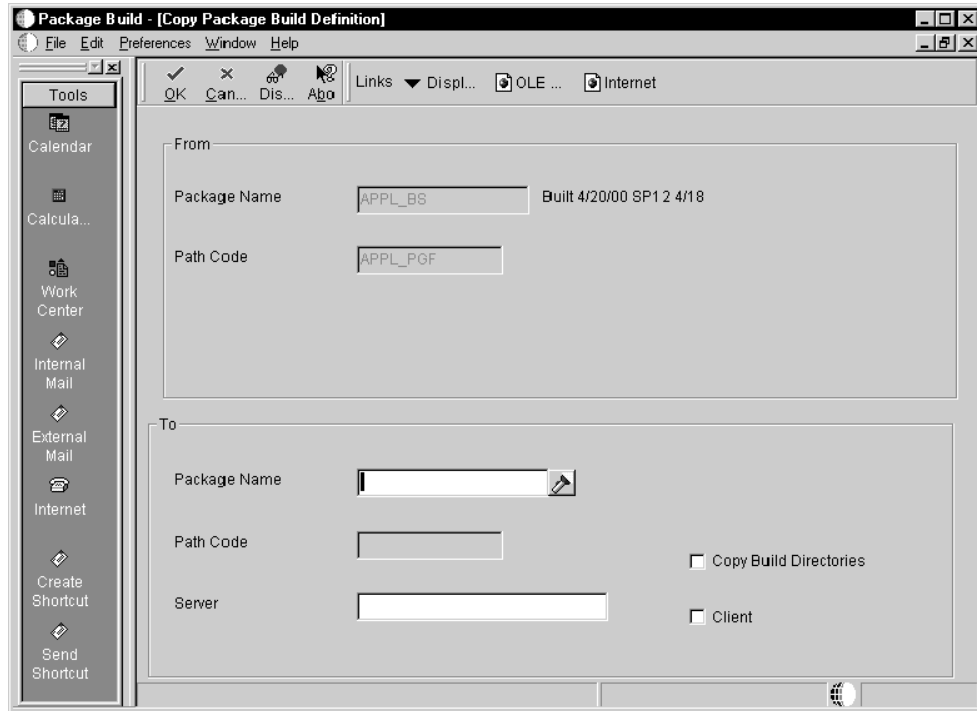 Package Build - [Copy Package Build Definition]
File Edit Preferences Window Help
Tools
Calendar
Calcula...
Work
Center
Internal
Mail
External
Mail
Internet
Create
Shortcut
Send
Shortcut
OK Can... Dis... Abo Links Displ... OLE ... Internet
From
Package Name APPL_BS Built 4/20/00 SP12 4/18
Path Code APPL_PGF
To
Package Name
Path Code
Copy Build Directories
Server
Client